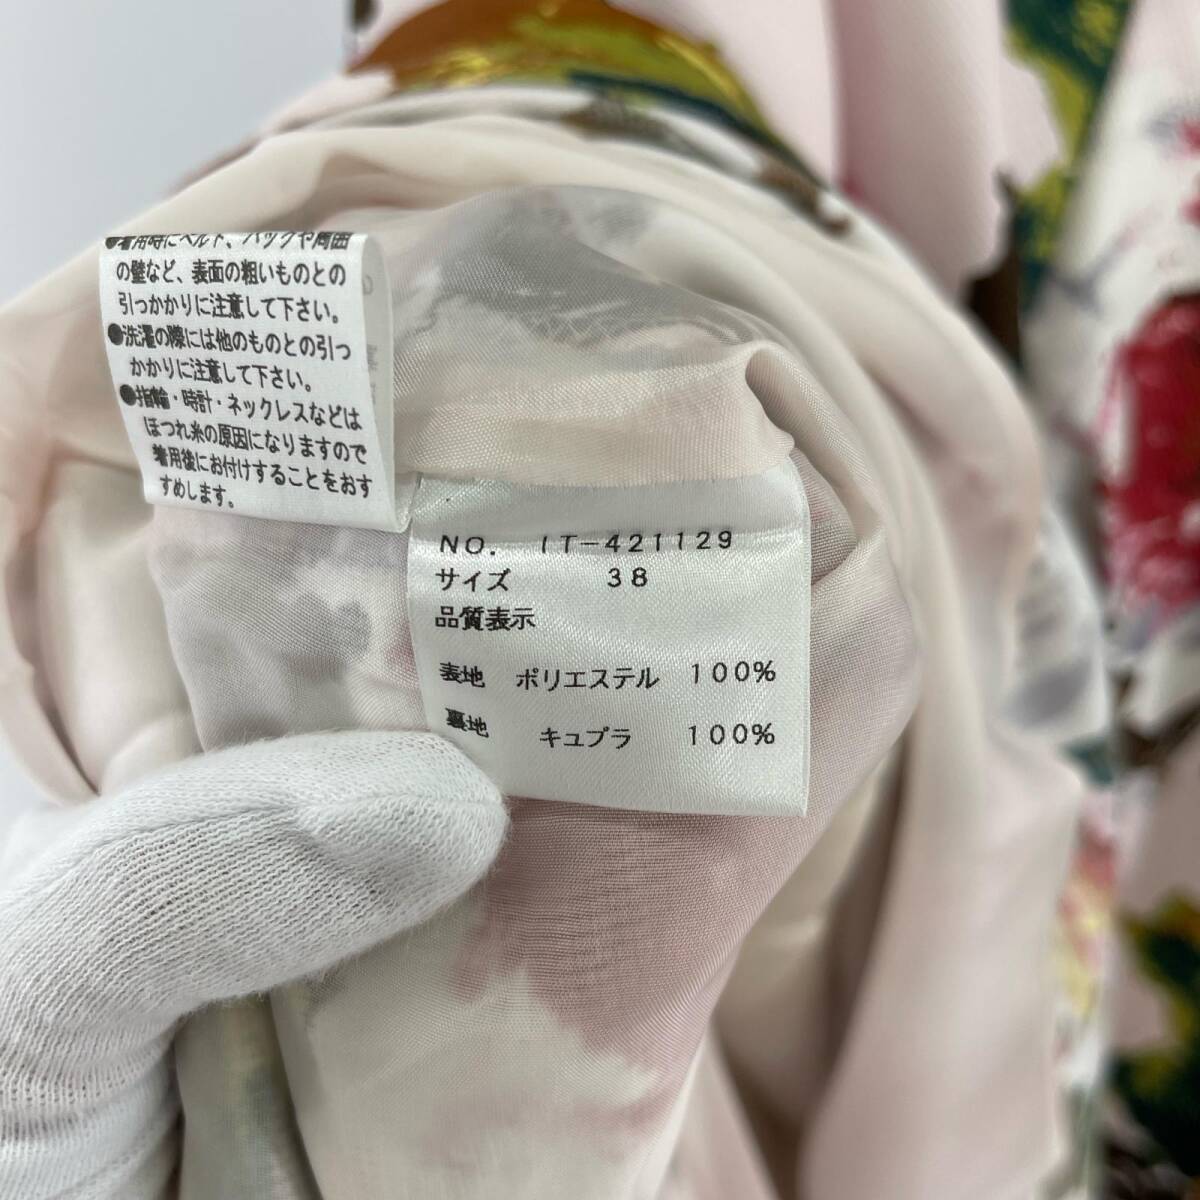 ●着用時にベルト、バッグや周囲
の壁など、表面の粗いものとの
引っかかりに注意して下さい。
●洗濯の際には他のものとの引っ
かかりに注意して下さい。
●指輪・時計・ネックレスなどは
ほつれ糸の原因になりますので
着用後にお付けすることをおす
すめします。
NO. IT-421129
サイズ 38
品質表示
表地 ポリエステル 100%
裏地 キュプラ 100%